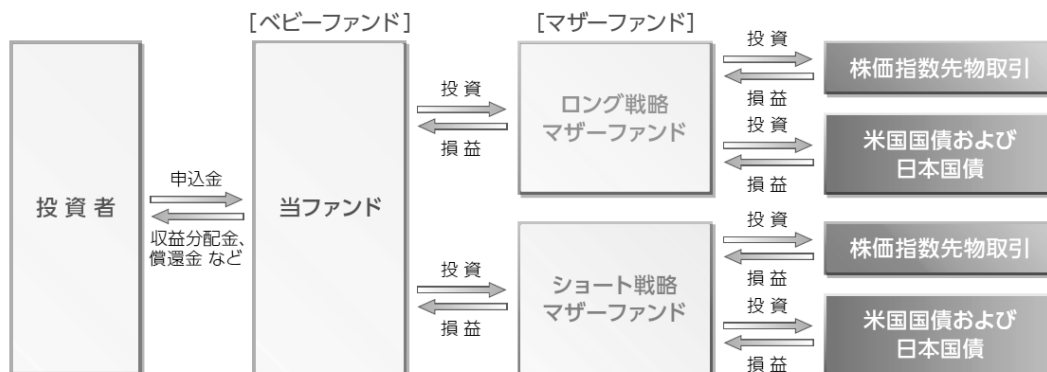 [ベビーファンド]
[マザーファンド]
投資者
申込金
収益分配金、
償還金 など
当ファンド
投資
損益
ロング戦略
マザーファンド
投資
損益
株価指数先物取引
投資
損益
米国国債および
日本国債
投資
損益
ショート戦略
マザーファンド
投資
損益
株価指数先物取引
投資
損益
米国国債および
日本国債